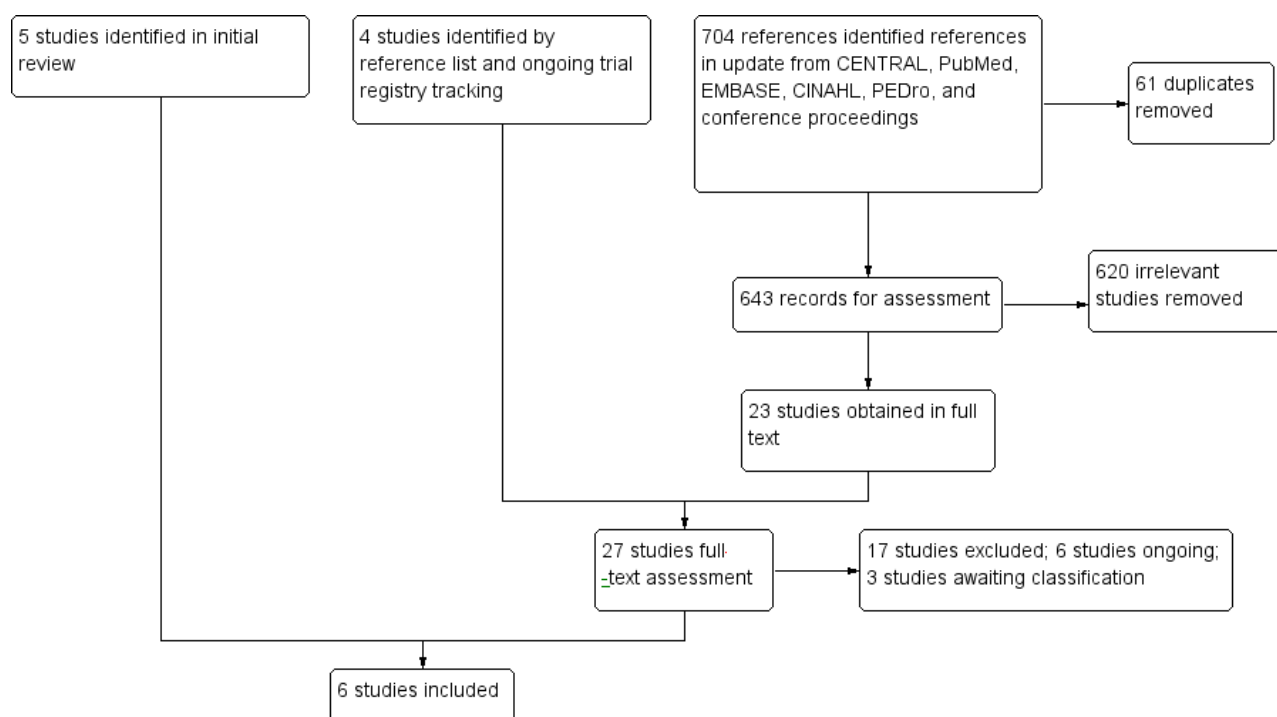 5 studies identified in initial
review
4 studies identified by
reference list and ongoing trial
registry tracking
704 references identified references
in update from CENTRAL, PubMed,
EMBASE, CINAHL, PEDro, and
conference proceedings
61 duplicates
removed
643 records for assessment
620 irrelevant
studies removed
23 studies obtained in full
text
27 studies full-
-text assessment
17 studies excluded; 6 studies ongoing;
3 studies awaiting classification
6 studies included